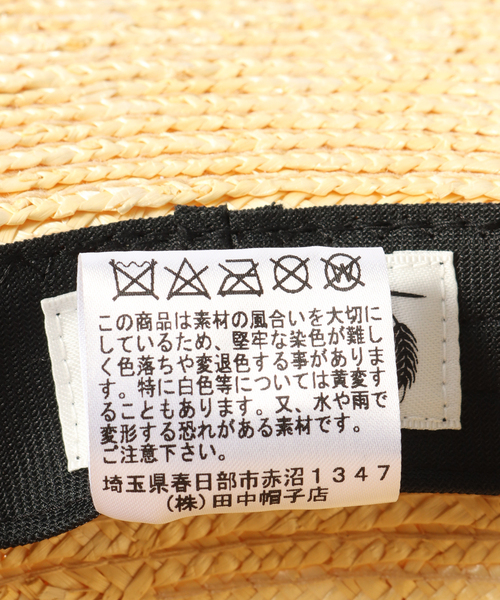 この商品は素材の風合いを大切に
しているため、堅牢な染色が難し
く色落ちや変退色する事がありま
す。特に白色等については黄変す
ることもあります。又、水や雨で
変形する恐れがある素材です。
ご注意下さい。
埼玉県春日部市赤沼１３４７
(株)田中帽子店